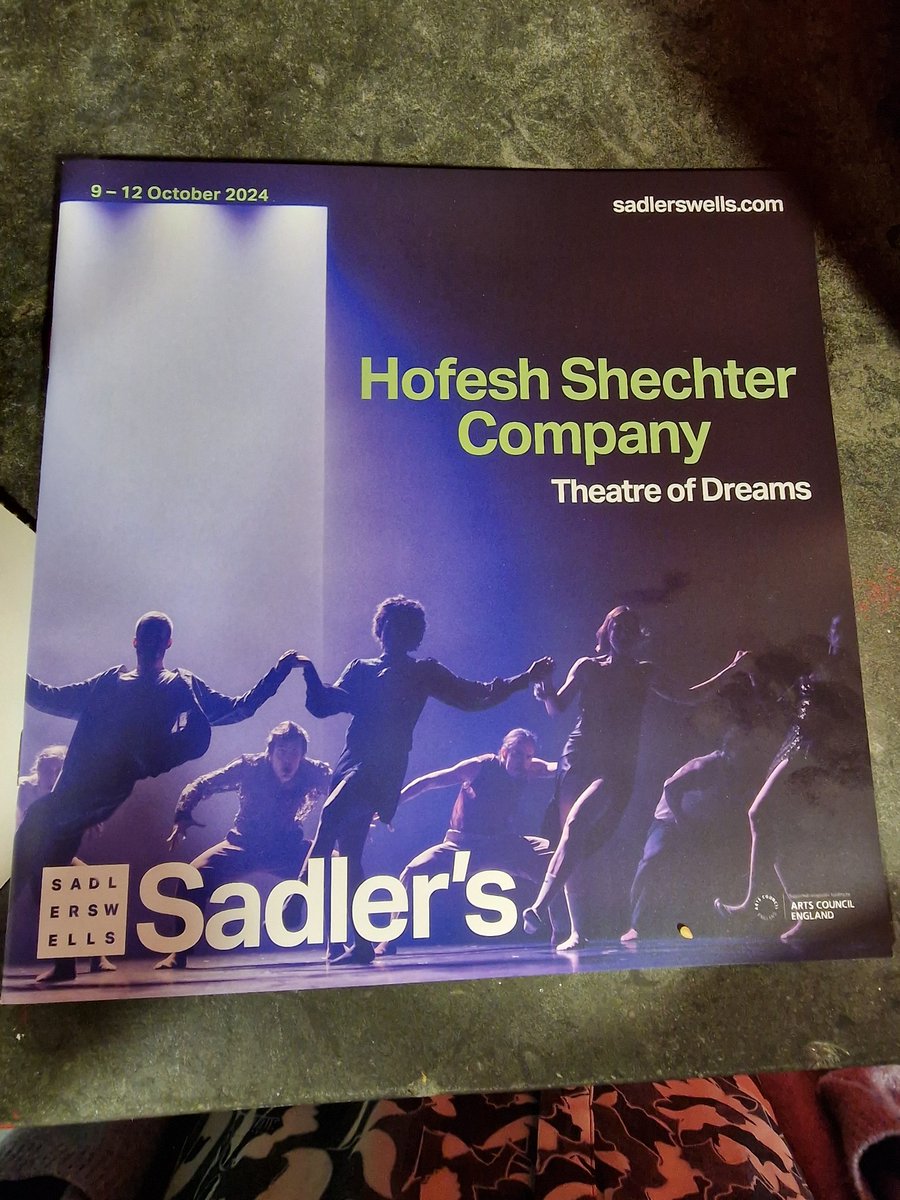 9 – 12 October 2024
sadlerswells.com
Hofesh Shechter
Company
Theatre of Dreams
SADL
ERSW
ELLS
Sadler's
ARTS COUNCIL
ENGLAND